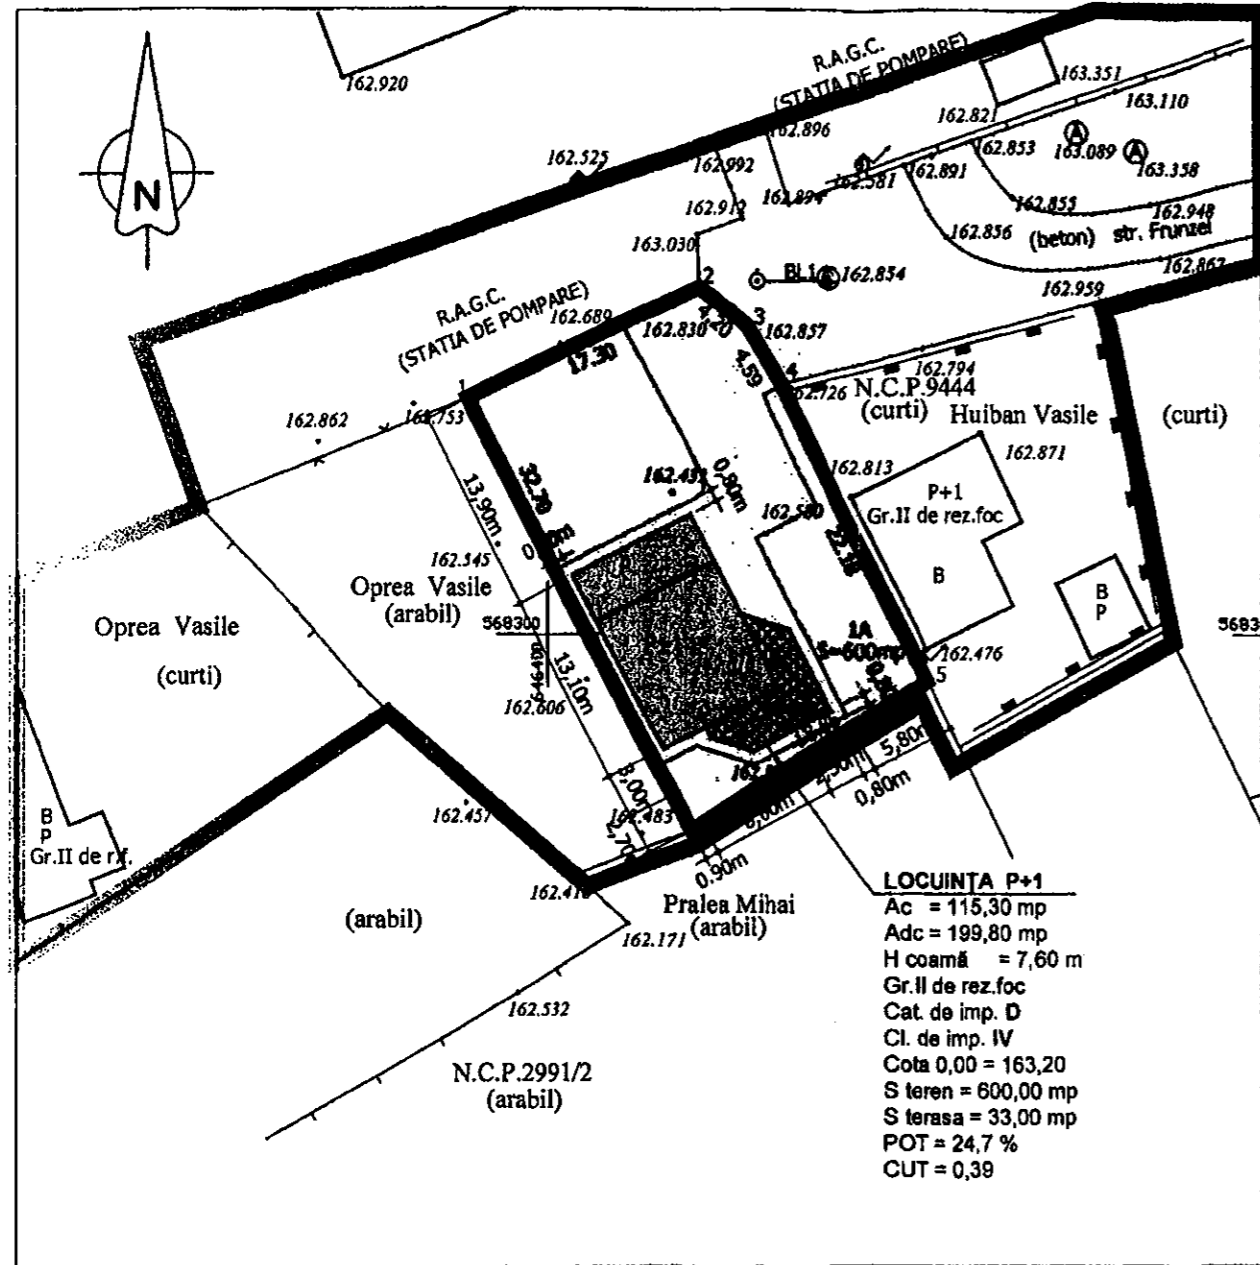 162.920
N
R.A.G.C.
(STATIA DE POMPARE)
163.351
163.110
162.821
162.896
162.853
A
163.089
A
163.358
162.525
162.992
162.891
162.581
162.894
162.855
162.948
162.912
162.856
(beton) str. Frunzei
163.030
162.867
2
BL1
162.854
162.959
R.A.G.C.
(STATIA DE POMPARE)
162.689
162.830
3
162.857
17.30
4.59
4
162.794
1
162.726
N.C.P.9444
(curti)
Huiban Vasile
(curti)
162.862
162.871
162.813
32.70
13,90m
0,80m
P+1
Gr.II de rez.foc
162.580
B
162.545
Oprea Vasile
(arabil)
Oprea Vasile
(curti)
568300
646400
13,10m
162.606
1A
S=600mp
B
P
162.476
5
5,80m
0,80m
3,00m
162.483
162.457
B
P
Gr.II de r.f.
0.90m
Pralea Mihai
(arabil)
162.171
(arabil)
162.532
N.C.P.2991/2
(arabil)
LOCUINȚA P+1
Ac = 115,30 mp
Adc = 199,80 mp
H coamă = 7,60 m
Gr.II de rez.foc
Cat. de imp. D
Cl. de imp. IV
Cota 0,00 = 163,20
S teren = 600,00 mp
S terasa = 33,00 mp
POT = 24,7 %
CUT = 0,39